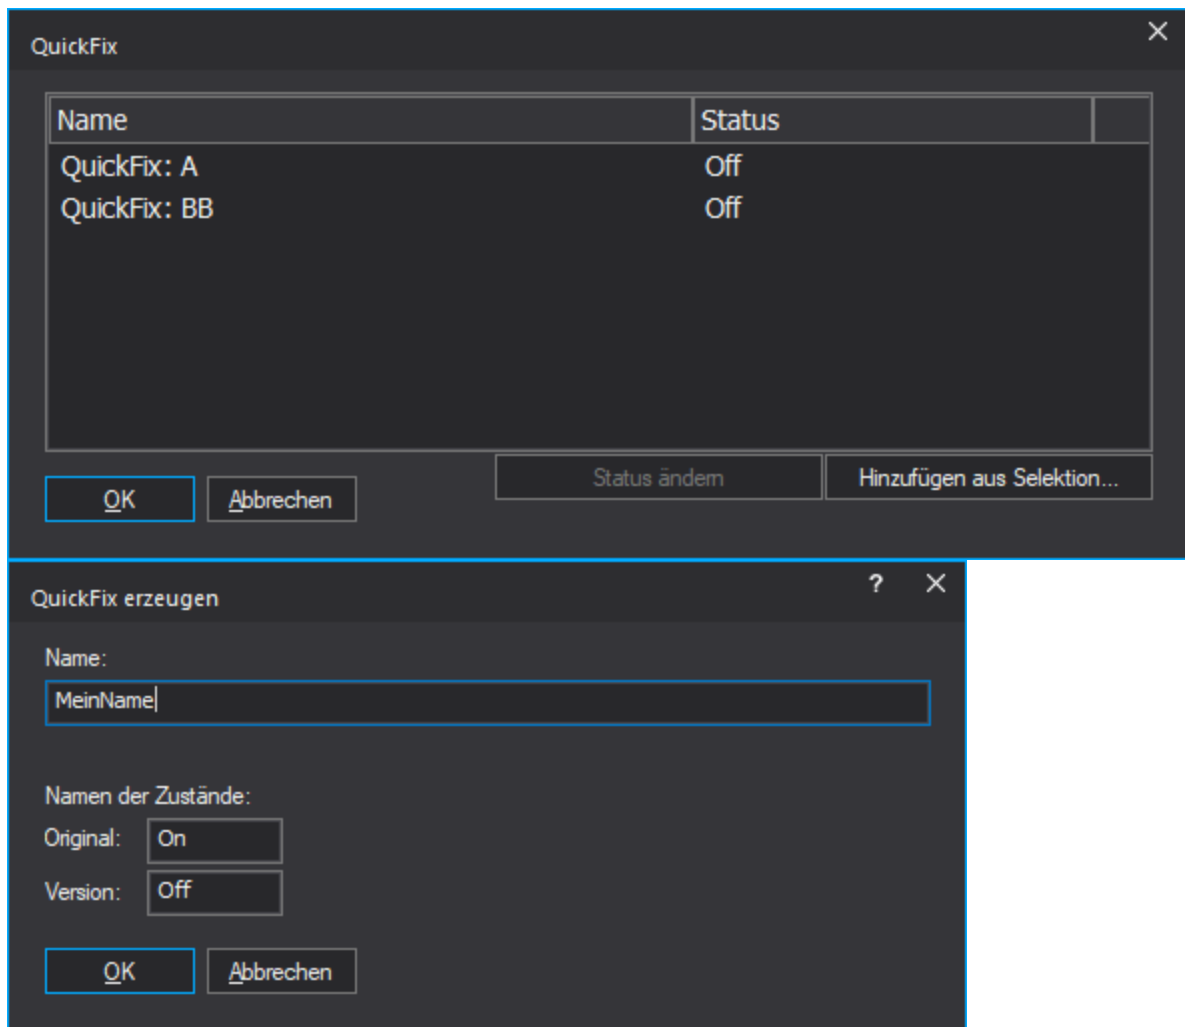 QuickFix
Name Status
QuickFix: A Off
QuickFix: BB Off
Status ändern Hinzufügen aus Selektion...
OK Abbrechen
QuickFix erzeugen ?
Name:
MeinName
Namen der Zustände:
Original: On
Version: Off
OK Abbrechen